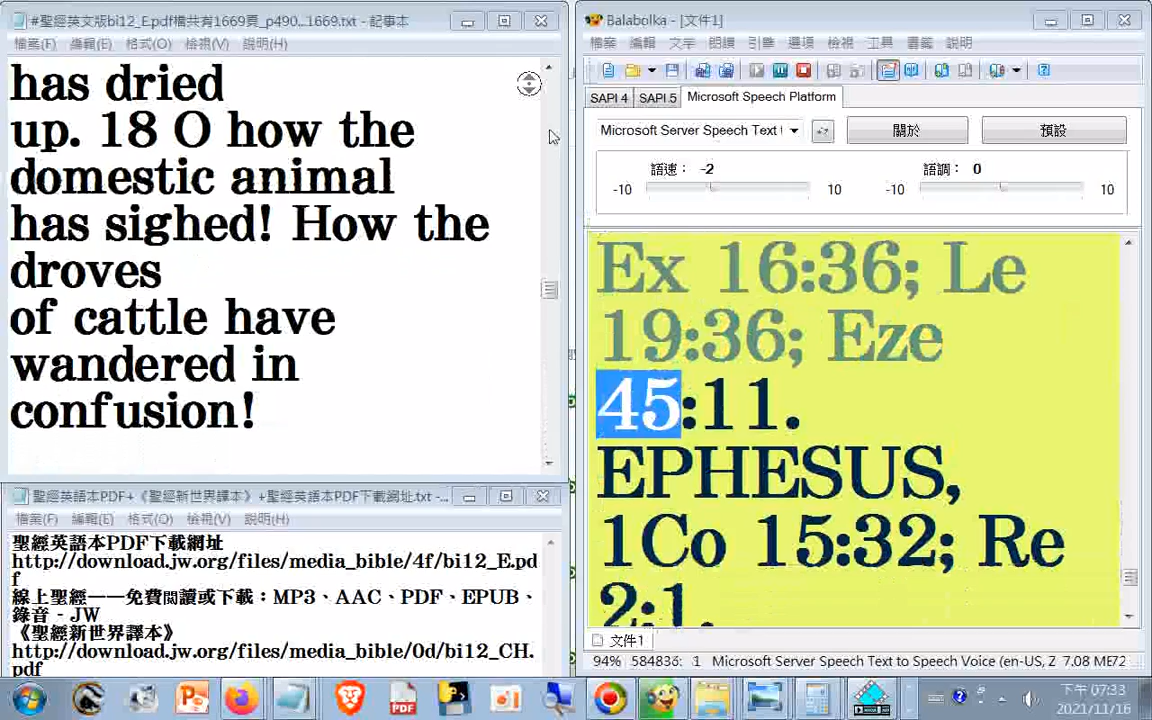 #聖經英文版bi12_E.pdf檔共有1669頁_p490...1669.txt - 記事本
檔案(F) 編輯(E) 格式(O) 檢視(V) 說明(H)
has dried
up. 18 O how the
domestic animal
has sighed! How the
droves
of cattle have
wandered in
confusion!
聖經英語本PDF+《聖經新世界譯本》+聖經英語本PDF下載網址.txt -...
檔案(F) 編輯(E) 格式(O) 檢視(V) 說明(H)
聖經英語本PDF下載網址
http://download.jw.org/files/media_bible/4f/bi12_E.pd
f
線上聖經——免費閱讀或下載：MP3、AAC、PDF、EPUB、
錄音 - JW
《聖經新世界譯本》
http://download.jw.org/files/media_bible/0d/bi12_CH.
pdf
Balabolka - [文件1]
檔案 編輯 文字 朗讀 引擎 選項 檢視 工具 書籤 說明
SAPI 4 SAPI 5 Microsoft Speech Platform
Microsoft Server Speech Text 關於 預設
語速： -2 語調： 0
-10 10 -10 10
Ex 16:36; Le
19:36; Eze
45:11.
EPHESUS,
1Co 15:32; Re
2:1.
文件1
94% 584836: 1 Microsoft Server Speech Text to Speech Voice (en-US, Z 7.08 ME72
下午 07:33
2021/11/16